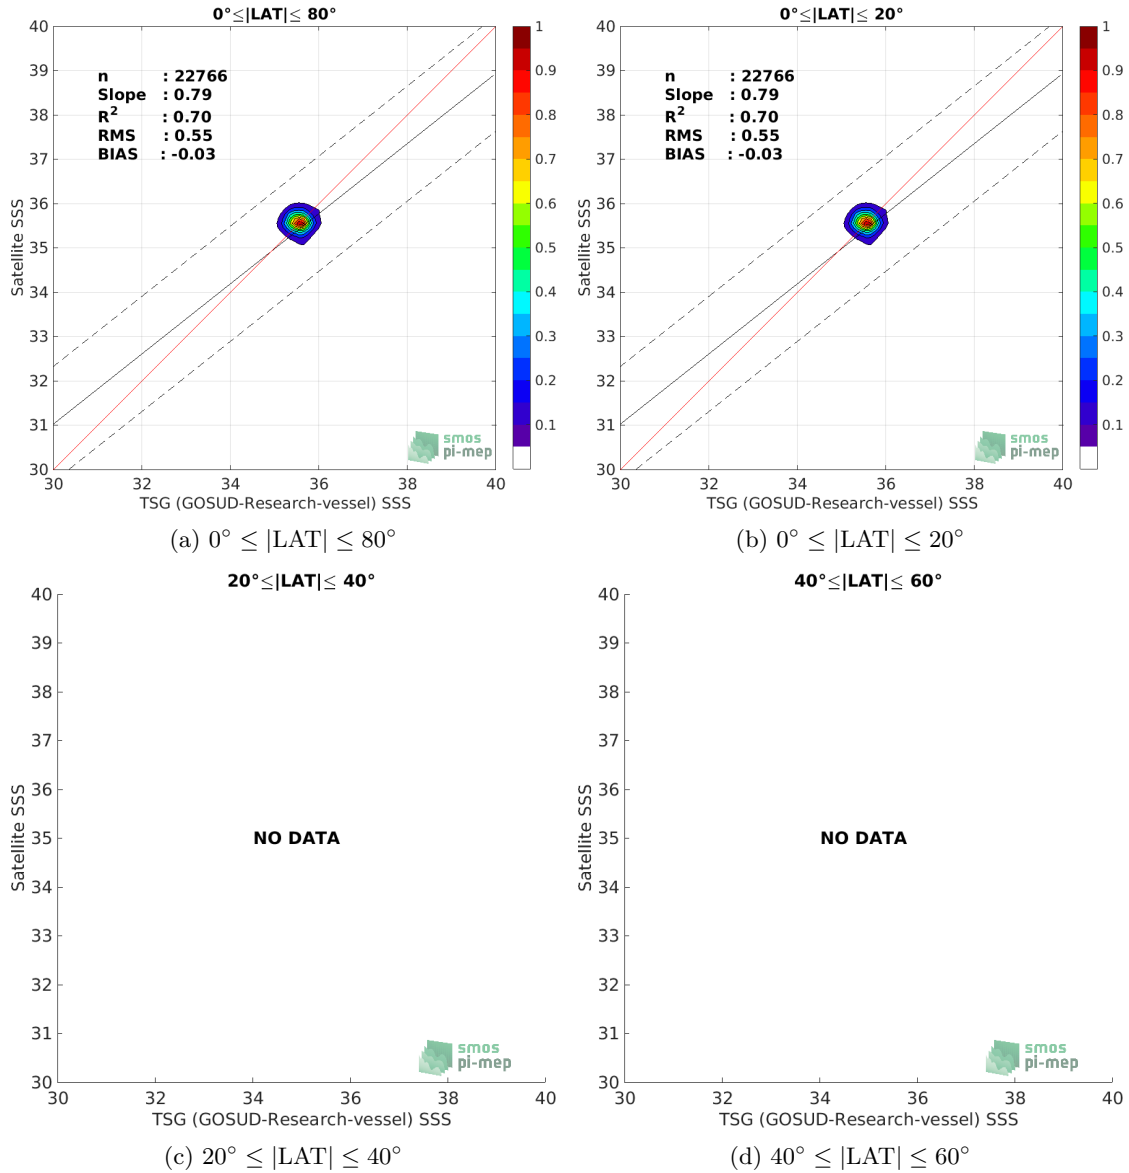 0°≤|LAT|≤ 80°
40
39
38
37
36
35
34
33
32
31
30
Satellite SSS
n : 22766
Slope : 0.79
R² : 0.70
RMS : 0.55
BIAS : -0.03
1
0.9
0.8
0.7
0.6
0.5
0.4
0.3
0.2
0.1
smos
pi-mep
30 32 34 36 38 40
TSG (GOSUD-Research-vessel) SSS
(a) 0° ≤ |LAT| ≤ 80°
0°≤|LAT|≤ 20°
40
39
38
37
36
35
34
33
32
31
30
Satellite SSS
n : 22766
Slope : 0.79
R² : 0.70
RMS : 0.55
BIAS : -0.03
1
0.9
0.8
0.7
0.6
0.5
0.4
0.3
0.2
0.1
smos
pi-mep
30 32 34 36 38 40
TSG (GOSUD-Research-vessel) SSS
(b) 0° ≤ |LAT| ≤ 20°
20°≤|LAT|≤ 40°
40
39
38
37
36
35
34
33
32
31
30
Satellite SSS
NO DATA
smos
pi-mep
30 32 34 36 38 40
TSG (GOSUD-Research-vessel) SSS
(c) 20° ≤ |LAT| ≤ 40°
40°≤|LAT|≤ 60°
40
39
38
37
36
35
34
33
32
31
30
Satellite SSS
NO DATA
smos
pi-mep
30 32 34 36 38 40
TSG (GOSUD-Research-vessel) SSS
(d) 40° ≤ |LAT| ≤ 60°